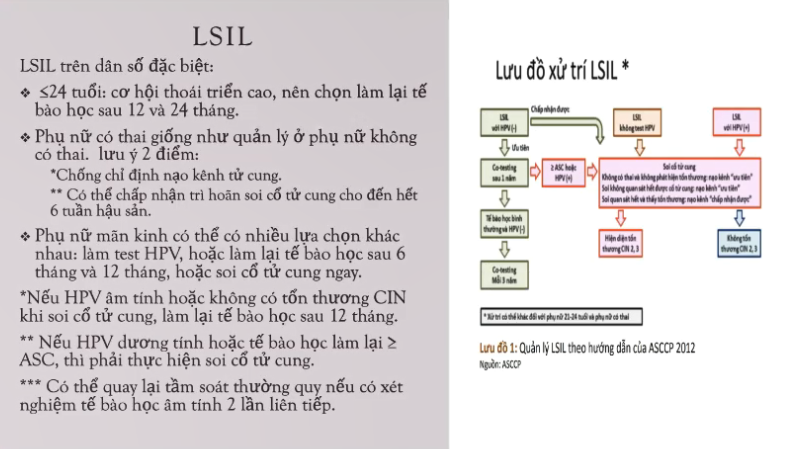 LSIL
LSIL trên dân số đặc biệt:
❖ ≤24 tuổi: cơ hội thoái triển cao, nên chọn làm lại tế
bào học sau 12 và 24 tháng.
❖ Phụ nữ có thai giống như quản lý ở phụ nữ không
có thai. lưu ý 2 điểm:
*Chống chỉ định nạo kênh tử cung.
** Có thể chấp nhận trì hoãn soi cổ tử cung cho đến hết
6 tuần hậu sản.
❖ Phụ nữ mãn kinh có thể có nhiều lựa chọn khác
nhau: làm test HPV, hoặc làm lại tế bào học sau 6
tháng và 12 tháng, hoặc soi cổ tử cung ngay.
*Nếu HPV âm tính hoặc không có tổn thương CIN
khi soi cổ tử cung, làm lại tế bào học sau 12 tháng.
** Nếu HPV dương tính hoặc tế bào học làm lại ≥
ASC, thì phải thực hiện soi cổ tử cung.
*** Có thể quay lại tầm soát thường quy nếu có xét
nghiệm tế bào học âm tính 2 lần liên tiếp.
Lưu đồ xử trí LSIL *
Chấp nhận được
LSIL
với HPV (-)
LSIL
không test HPV
LSIL
với HPV (+)
Ưu tiên
Co-testing
sau 1 năm
≥ ASC hoặc
HPV (+)
Soi cổ tử cung
Không có thai và không phát hiện tổn thương: nạo kênh "ưu tiên"
Soi không quan sát hết được cổ tử cung: nạo kênh "ưu tiên"
Soi quan sát hết và thấy tổn thương: nạo kênh "chấp nhận được"
Tế bào học bình
thường và HPV (-)
Hiện diện tổn
thương CIN 2, 3
Không tổn
thương CIN 2, 3
Co-testing
Mỗi 3 năm
* Xử trí có thể khác đối với phụ nữ 21-24 tuổi và phụ nữ có thai
Lưu đồ 1: Quản lý LSIL theo hướng dẫn của ASCCP 2012
Nguồn: ASCCP